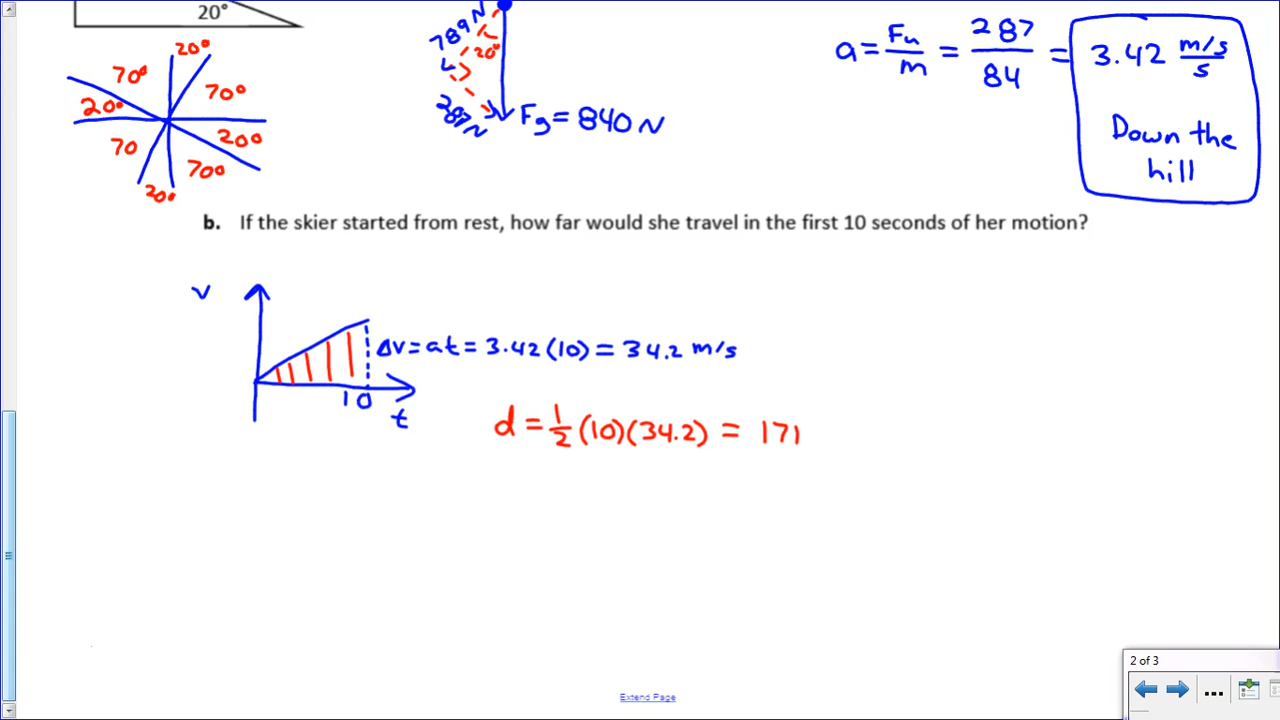 20°
20°
70°
70°
20°
20°
70
70°
20°
789 N
20°
287 N
Fg = 840 N
a = Fu/m = 287/84 = 3.42 m/s/s
Down the
hill
b. If the skier started from rest, how far would she travel in the first 10 seconds of her motion?
v
Δv = at = 3.42 (10) = 34.2 m/s
10
t
d = 1/2 (10)(34.2) = 171
Extend Page
2 of 3
...